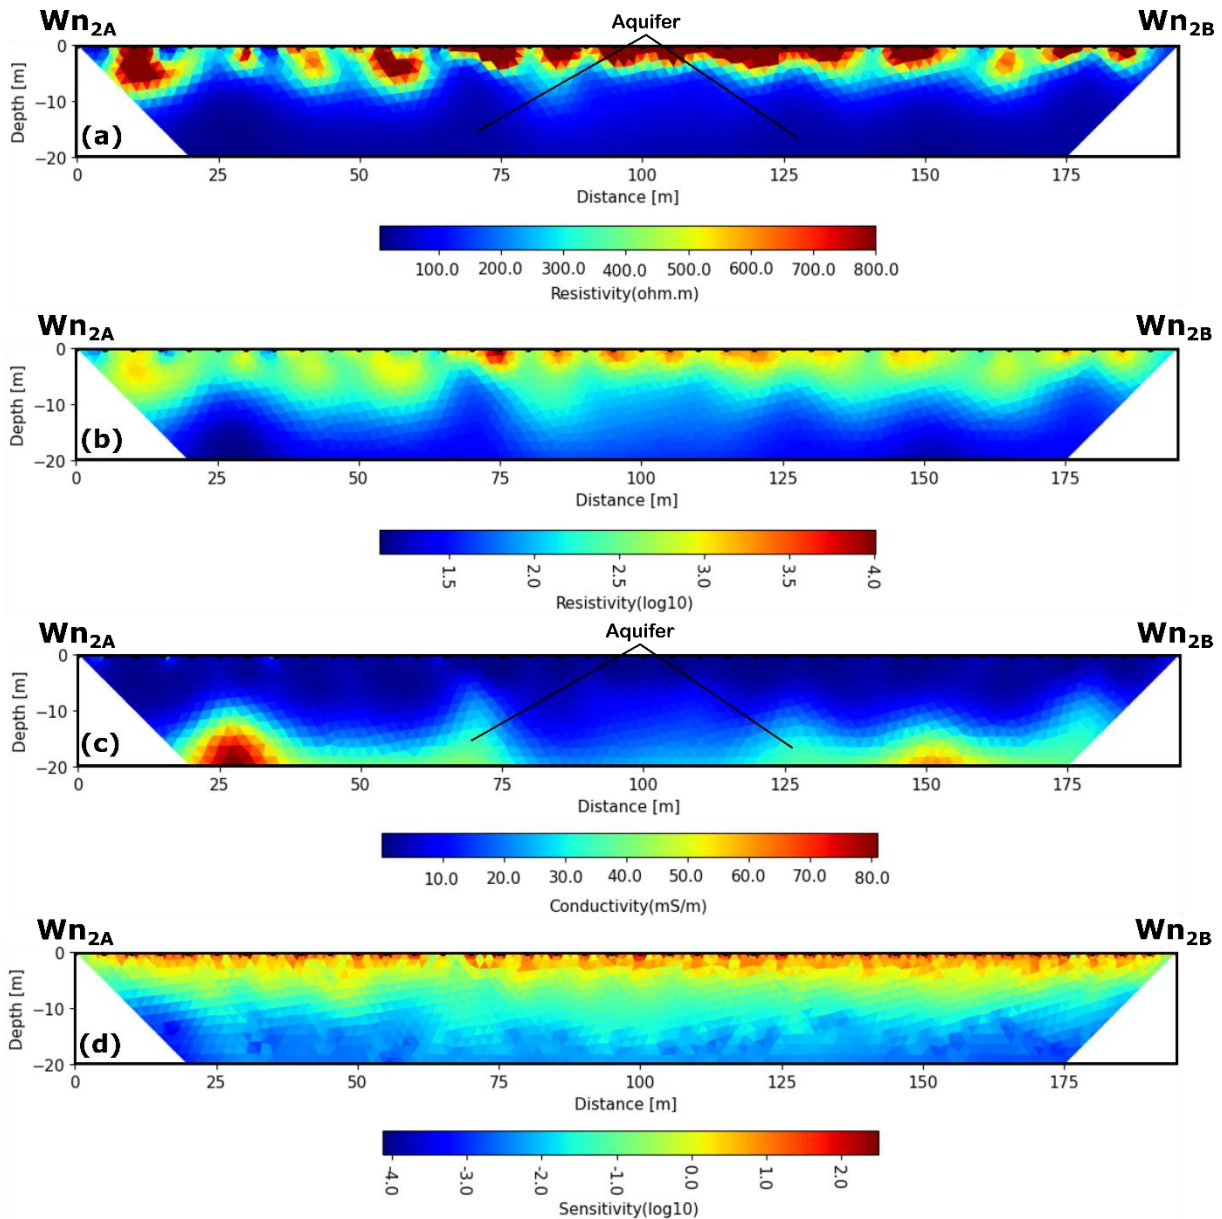 Wn2A Aquifer Wn2B
0
−10
−20
Depth [m]
(a)
0 25 50 75 100 125 150 175
Distance [m]
100.0 200.0 300.0 400.0 500.0 600.0 700.0 800.0
Resistivity(ohm.m)
Wn2A Wn2B
0
−10
−20
Depth [m]
(b)
0 25 50 75 100 125 150 175
Distance [m]
1.5 2.0 2.5 3.0 3.5 4.0
Resistivity(log10)
Wn2A Aquifer Wn2B
0
−10
−20
Depth [m]
(c)
0 25 50 75 100 125 150 175
Distance [m]
10.0 20.0 30.0 40.0 50.0 60.0 70.0 80.0
Conductivity(mS/m)
Wn2A Wn2B
0
−10
−20
Depth [m]
(d)
0 25 50 75 100 125 150 175
Distance [m]
-4.0 -3.0 -2.0 -1.0 0.0 1.0 2.0
Sensitivity(log10)